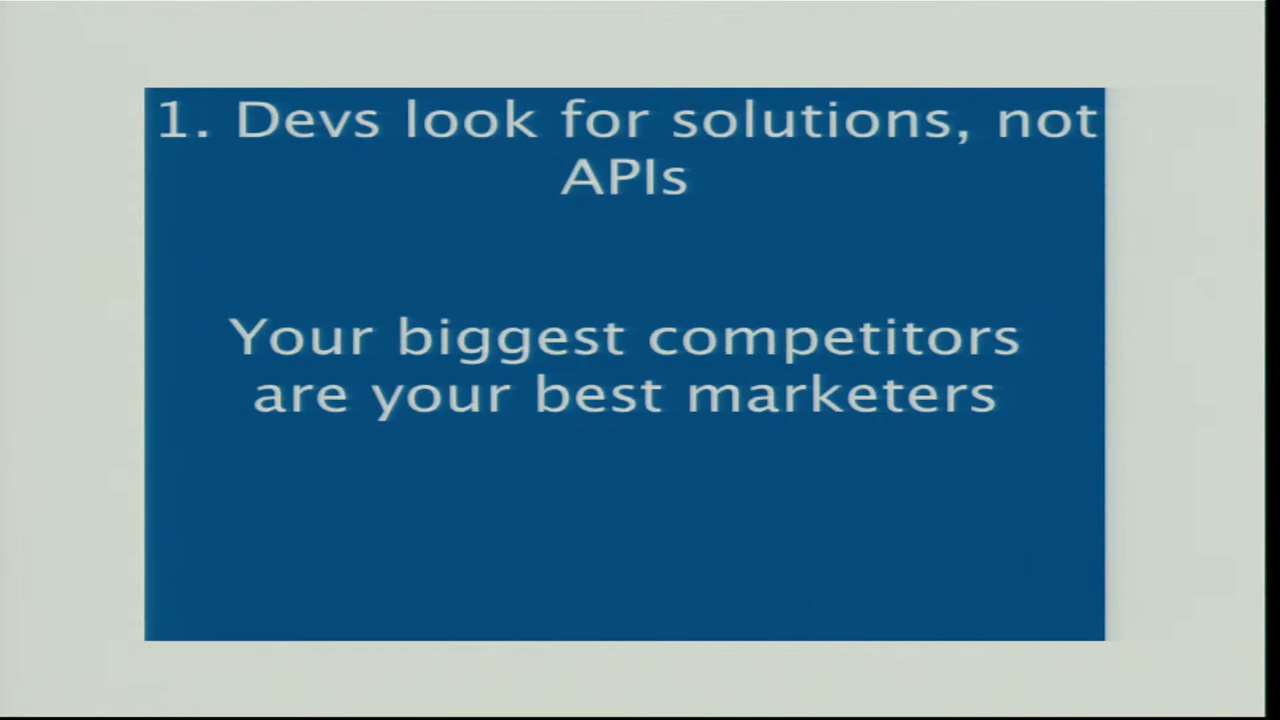 1. Devs look for solutions, not
APIs
Your biggest competitors
are your best marketers